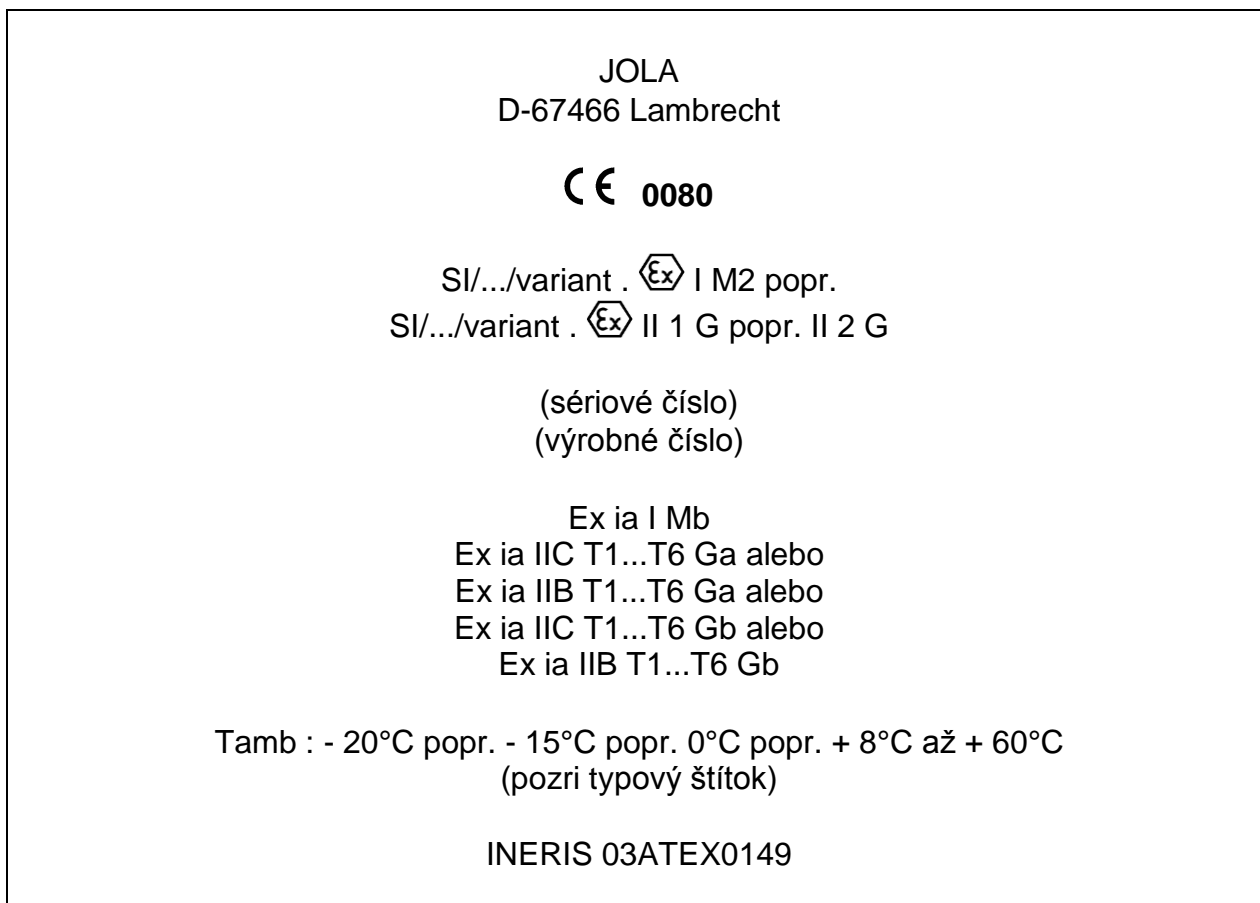 JOLA
D-67466 Lambrecht
CE 0080
SI/.../variant . Ex I M2 popr.
SI/.../variant . Ex II 1 G popr. II 2 G
(sériové číslo)
(výrobné číslo)
Ex ia I Mb
Ex ia IIC T1...T6 Ga alebo
Ex ia IIB T1...T6 Ga alebo
Ex ia IIC T1...T6 Gb alebo
Ex ia IIB T1...T6 Gb
Tamb : - 20°C popr. - 15°C popr. 0°C popr. + 8°C až + 60°C
(pozri typový štítok)
INERIS 03ATEX0149